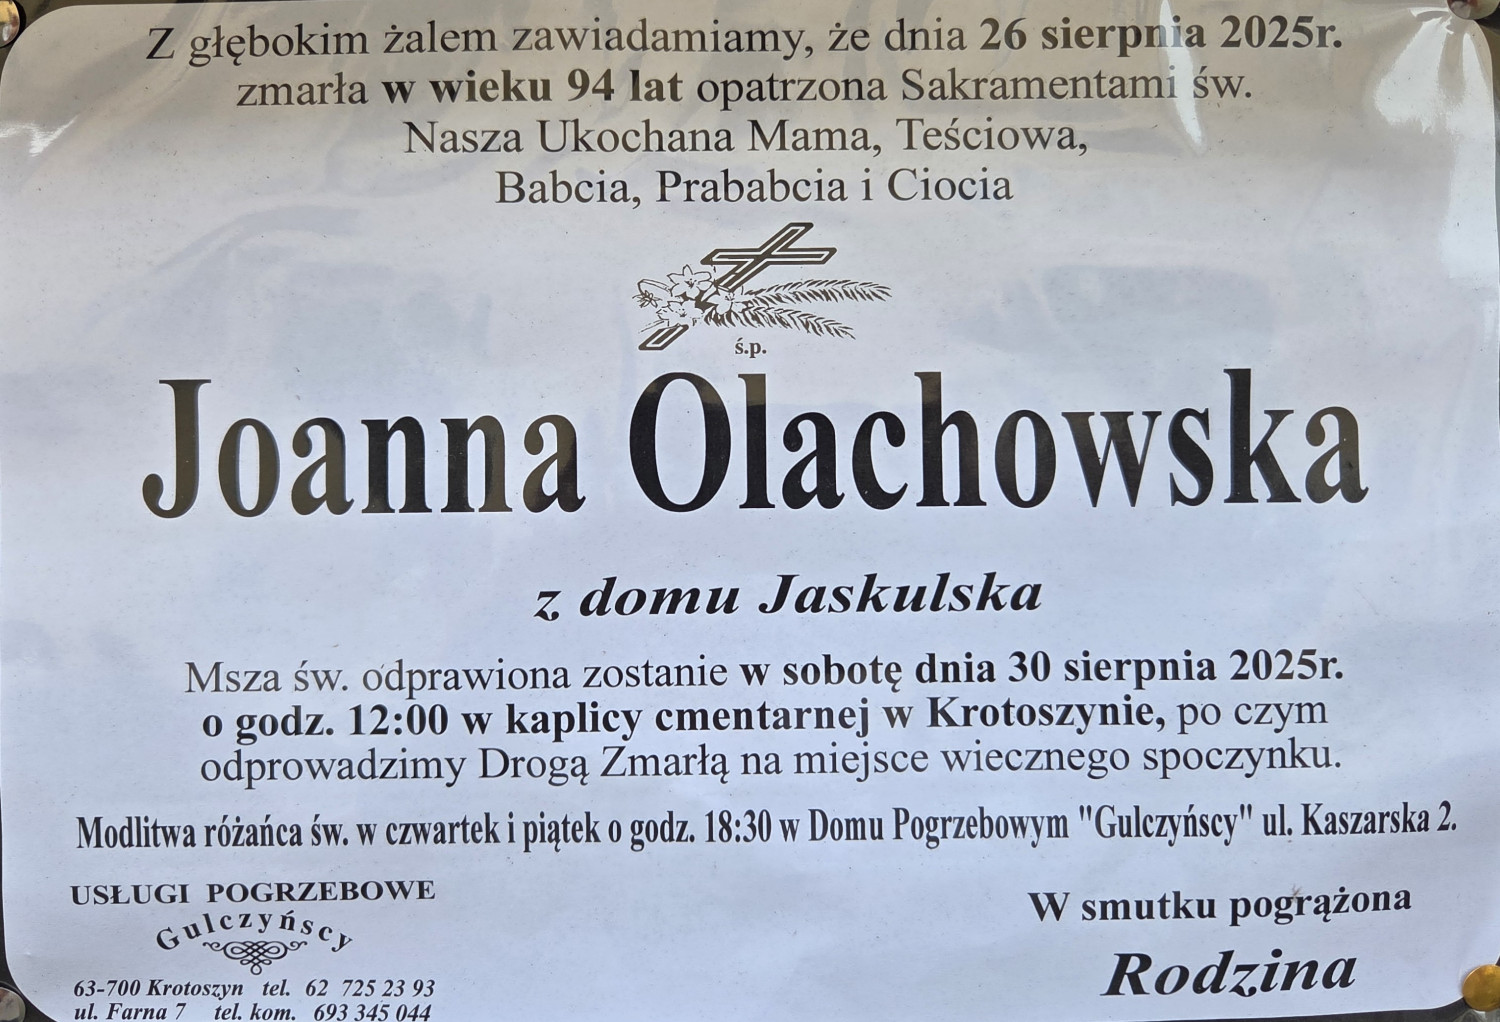 Z głębokim żalem zawiadamiamy, że dnia 26 sierpnia 2025r.
zmarła w wieku 94 lat opatrzona Sakramentami św.
Nasza Ukochana Mama, Teściowa,
Babcia, Prababcia i Ciocia
ś.p.
Joanna Olachowska
z domu Jaskulska
Msza św. odprawiona zostanie w sobotę dnia 30 sierpnia 2025r.
o godz. 12:00 w kaplicy cmentarnej w Krotoszynie, po czym
odprowadzimy Drogą Zmarłą na miejsce wiecznego spoczynku.
Modlitwa różańca św. w czwartek i piątek o godz. 18:30 w Domu Pogrzebowym "Gulczyńscy" ul. Kaszarska 2.
USŁUGI POGRZEBOWE
Gulczyńscy
63-700 Krotoszyn tel. 62 725 23 93
ul. Farna 7 tel. kom. 693 345 044
W smutku pogrążona
Rodzina